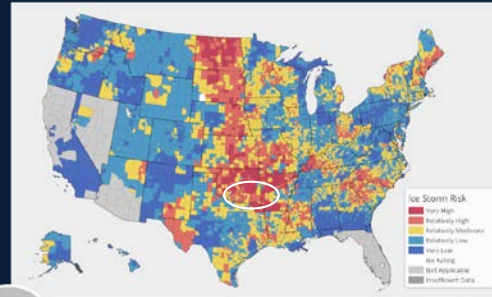 Ice Storm Risk
Very High
Relatively High
Relatively Moderate
Relatively Low
Very Low
No Rating
Not Applicable
Insufficient Data